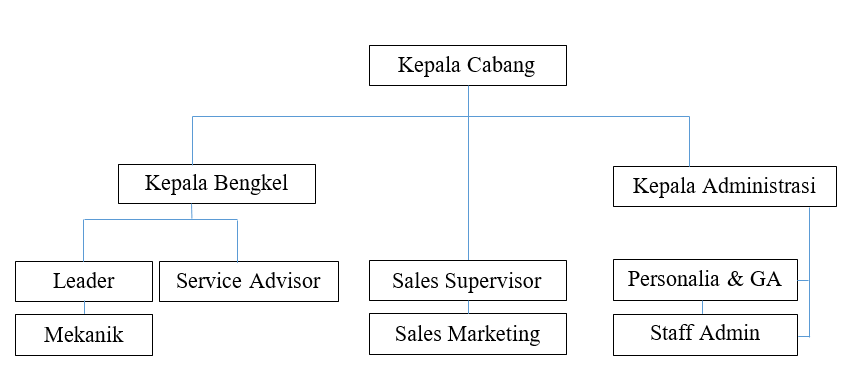 Kepala Cabang
Kepala Bengkel
Kepala Administrasi
Leader
Service Advisor
Sales Supervisor
Personalia & GA
Mekanik
Sales Marketing
Staff Admin